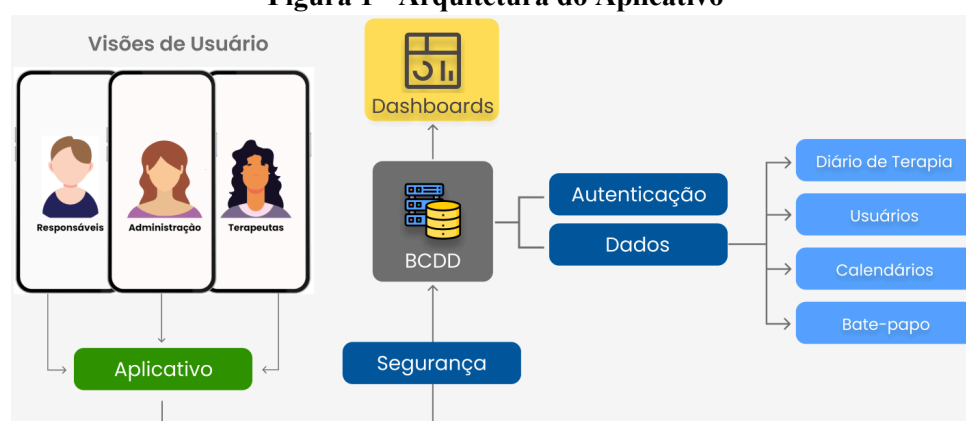 Figura 1 - Arquitetura do Aplicativo
Visões de Usuário
Responsáveis
Administração
Terapeutas
Aplicativo
Dashboards
BCDD
Segurança
Autenticação
Dados
Diário de Terapia
Usuários
Calendários
Bate-papo